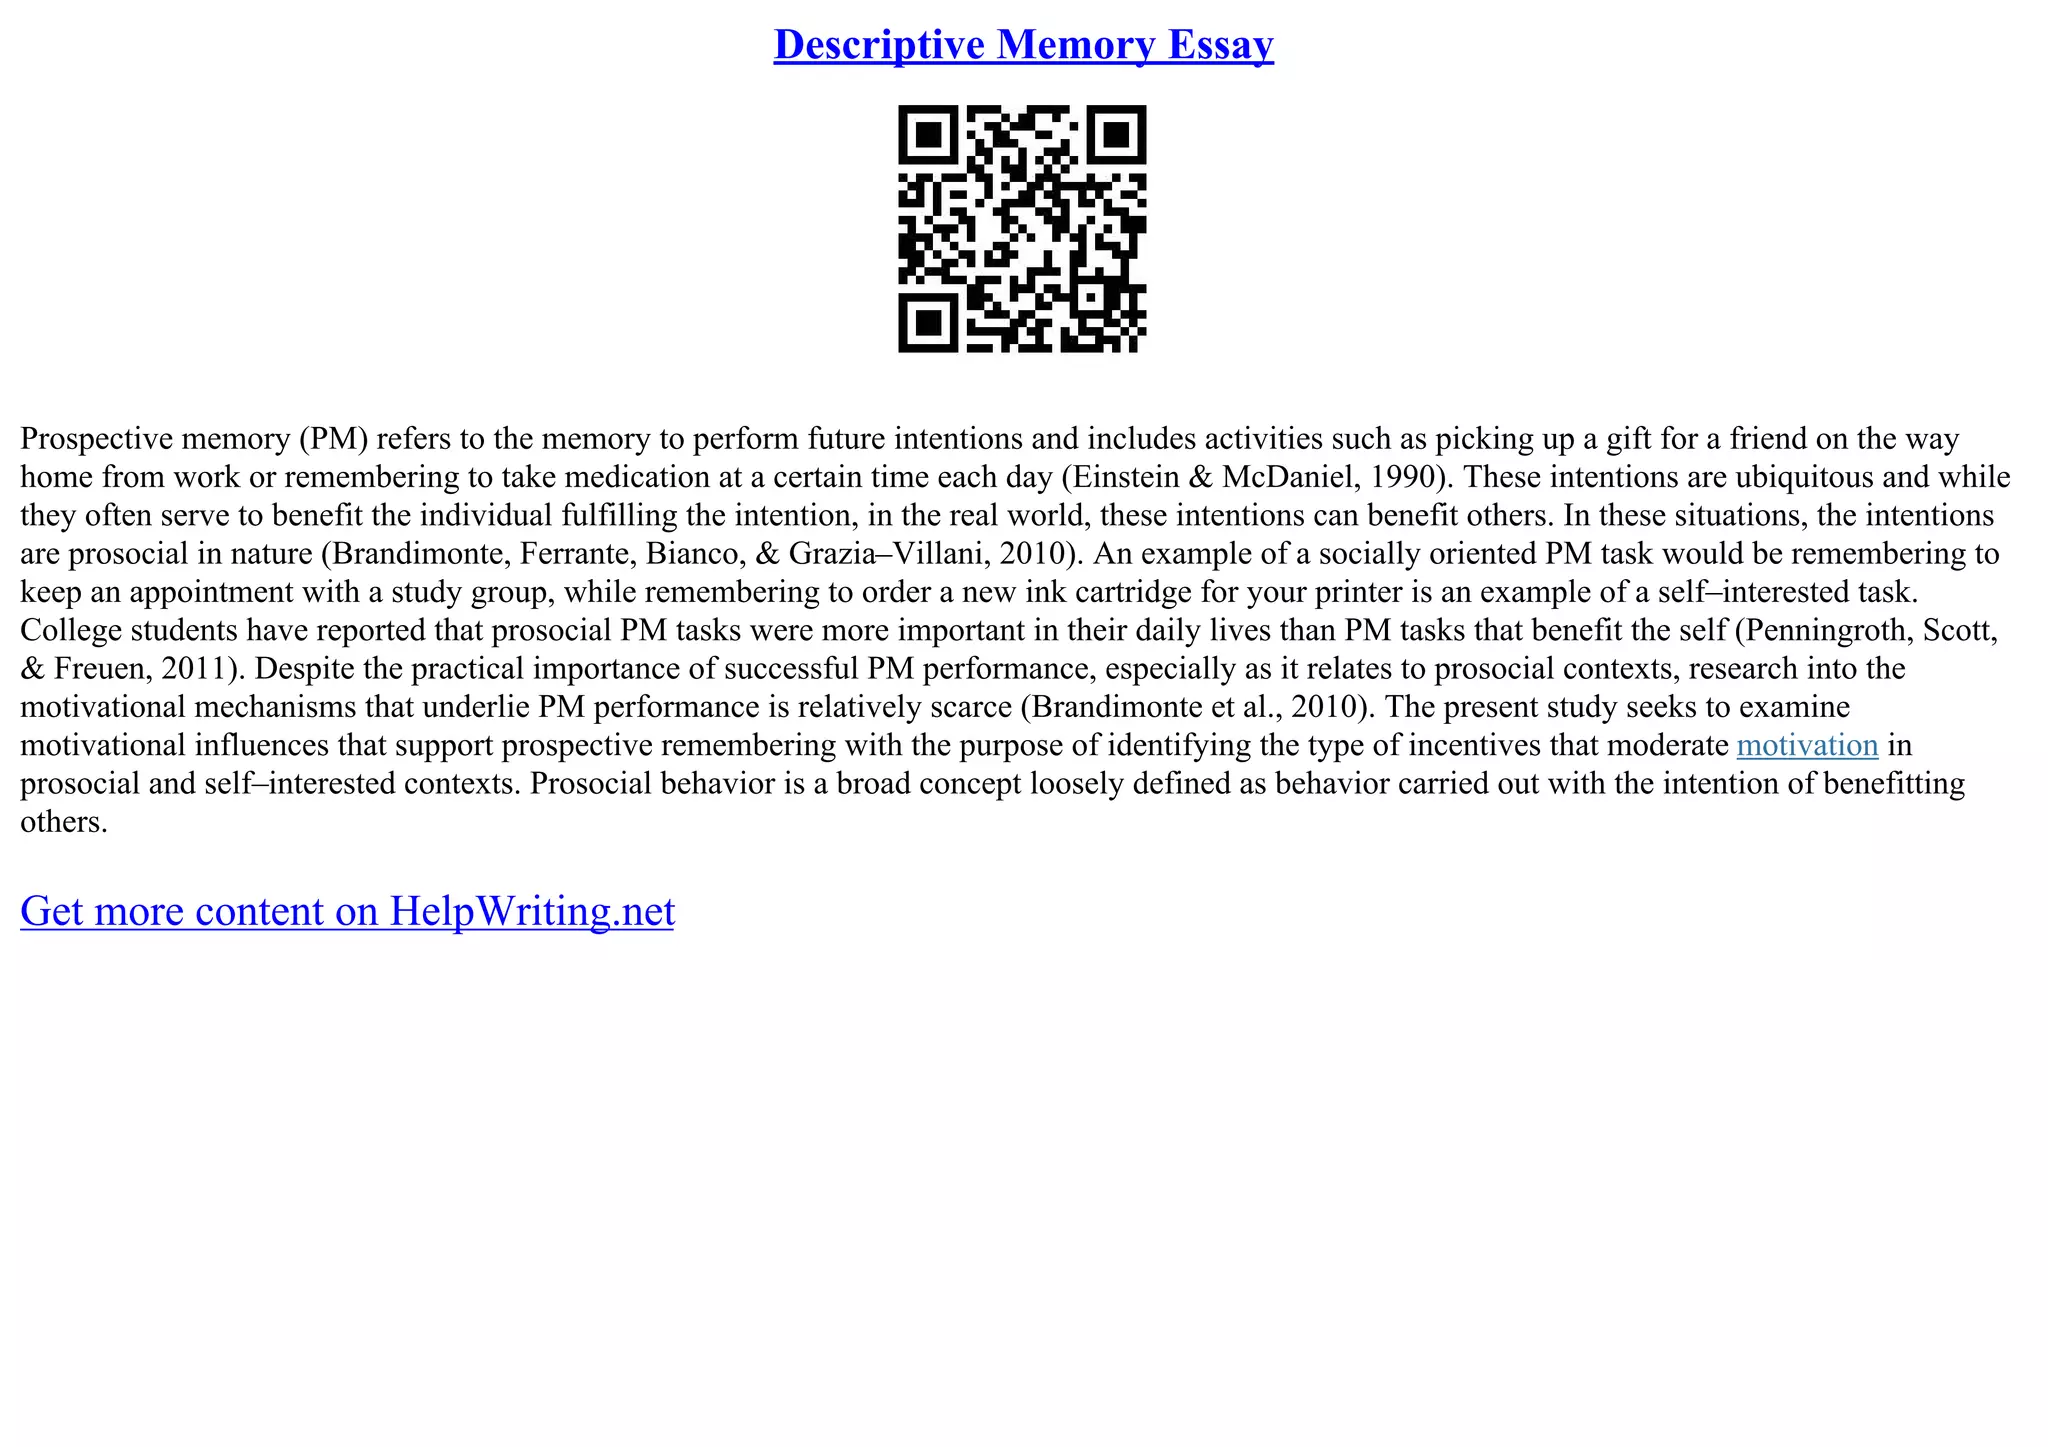 Descriptive Memory Essay
Prospective memory (PM) refers to the memory to perform future intentions and includes activities such as picking up a gift for a friend on the way
home from work or remembering to take medication at a certain time each day (Einstein & McDaniel, 1990). These intentions are ubiquitous and while
they often serve to benefit the individual fulfilling the intention, in the real world, these intentions can benefit others. In these situations, the intentions
are prosocial in nature (Brandimonte, Ferrante, Bianco, & Grazia–Villani, 2010). An example of a socially oriented PM task would be remembering to
keep an appointment with a study group, while remembering to order a new ink cartridge for your printer is an example of a self–interested task.
College students have reported that prosocial PM tasks were more important in their daily lives than PM tasks that benefit the self (Penningroth, Scott,
& Freuen, 2011). Despite the practical importance of successful PM performance, especially as it relates to prosocial contexts, research into the
motivational mechanisms that underlie PM performance is relatively scarce (Brandimonte et al., 2010). The present study seeks to examine
motivational influences that support prospective remembering with the purpose of identifying the type of incentives that moderate motivation in
prosocial and self–interested contexts. Prosocial behavior is a broad concept loosely defined as behavior carried out with the intention of benefitting
others.
Get more content on HelpWriting.net